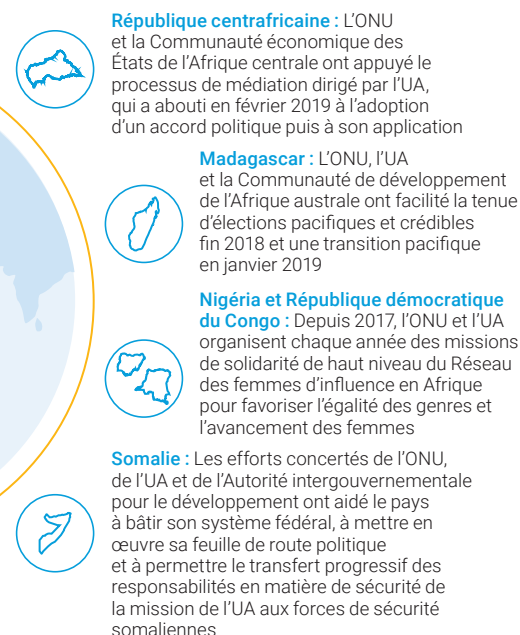 République centrafricaine : L’ONU
et la Communauté économique des
États de l’Afrique centrale ont appuyé le
processus de médiation dirigé par l’UA,
qui a abouti en février 2019 à l’adoption
d’un accord politique puis à son application
Madagascar : L’ONU, l’UA
et la Communauté de développement
de l’Afrique australe ont facilité la tenue
d’élections pacifiques et crédibles
fin 2018 et une transition pacifique
en janvier 2019
Nigéria et République démocratique
du Congo : Depuis 2017, l’ONU et l’UA
organisent chaque année des missions
de solidarité de haut niveau du Réseau
des femmes d’influence en Afrique
pour favoriser l’égalité des genres et
l’avancement des femmes
Somalie : Les efforts concertés de l’ONU,
de l’UA et de l’Autorité intergouvernementale
pour le développement ont aidé le pays
à bâtir son système fédéral, à mettre en
œuvre sa feuille de route politique
et à permettre le transfert progressif des
responsabilités en matière de sécurité de
la mission de l’UA aux forces de sécurité
somaliennes